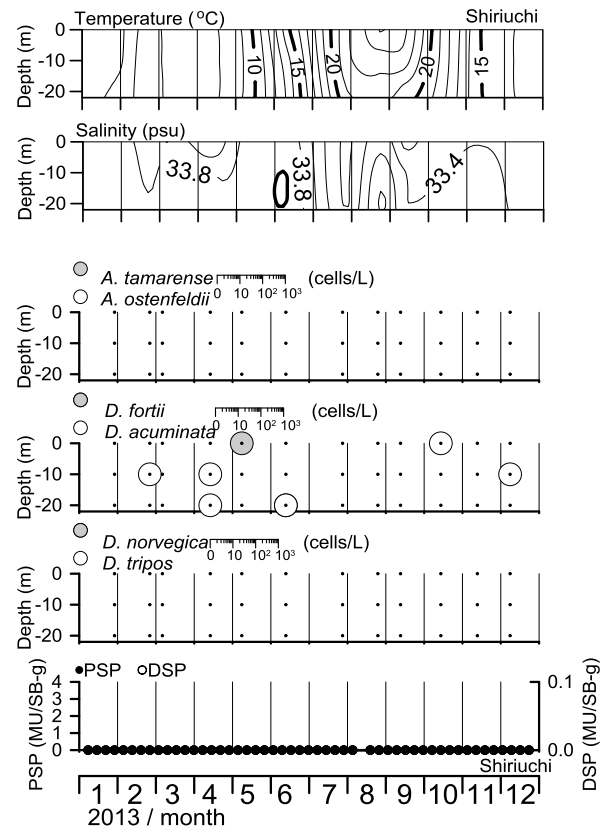 Temperature (°C) Shiriuchi
Depth (m)
0
-10
-20
10 15 20 20 15
Salinity (psu)
Depth (m)
0
-10
-20
33.8 33.8 33.4
A. tamarense
A. ostenfeldii
0 10 10² 10³
(cells/L)
Depth (m)
0
-10
-20
D. fortii
D. acuminata
0 10 10² 10³
(cells/L)
Depth (m)
0
-10
-20
D. norvegica
D. tripos
0 10 10² 10³
(cells/L)
Depth (m)
0
-10
-20
PSP DSP
PSP (MU/SB-g)
4
3
2
1
0
0.1
0.0
DSP (MU/SB-g)
Shiriuchi
1 2 3 4 5 6 7 8 9 10 11 12
2013 / month